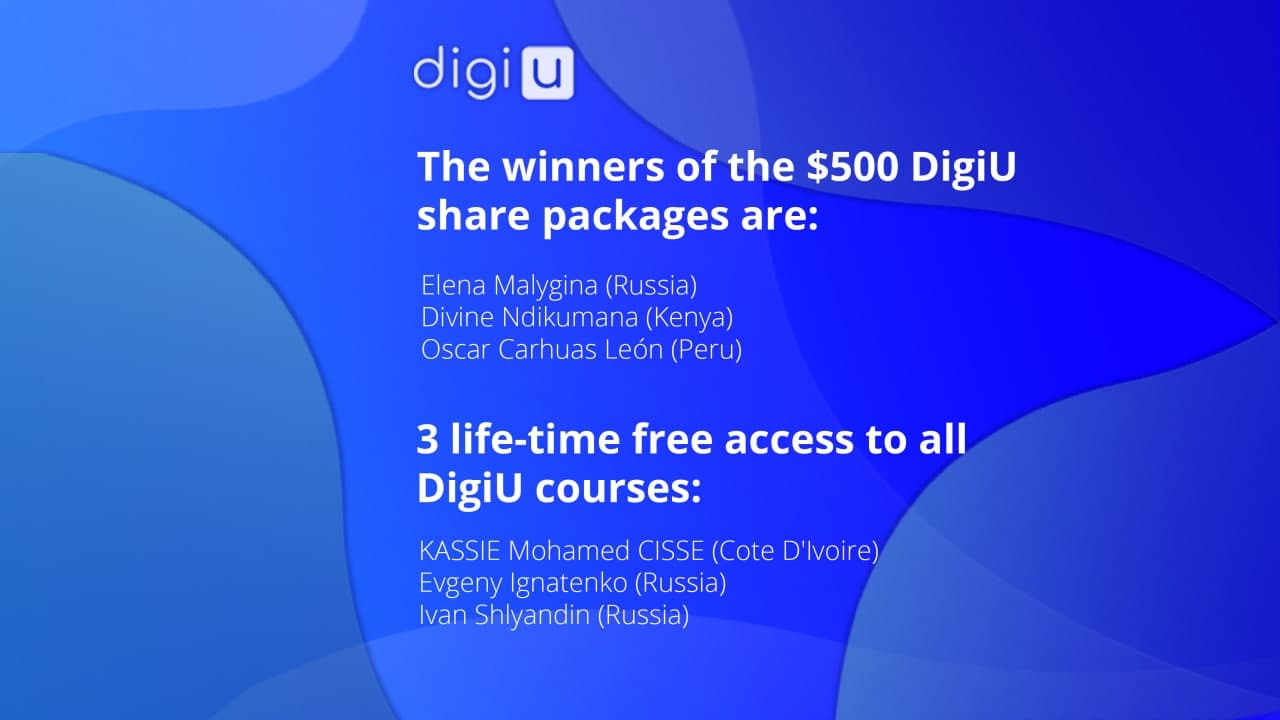 digi u
The winners of the $500 DigiU
share packages are:
Elena Malygina (Russia)
Divine Ndikumana (Kenya)
Oscar Carhuas León (Peru)
3 life-time free access to all
DigiU courses:
KASSIE Mohamed CISSE (Cote D'Ivoire)
Evgeny Ignatenko (Russia)
Ivan Shlyandin (Russia)